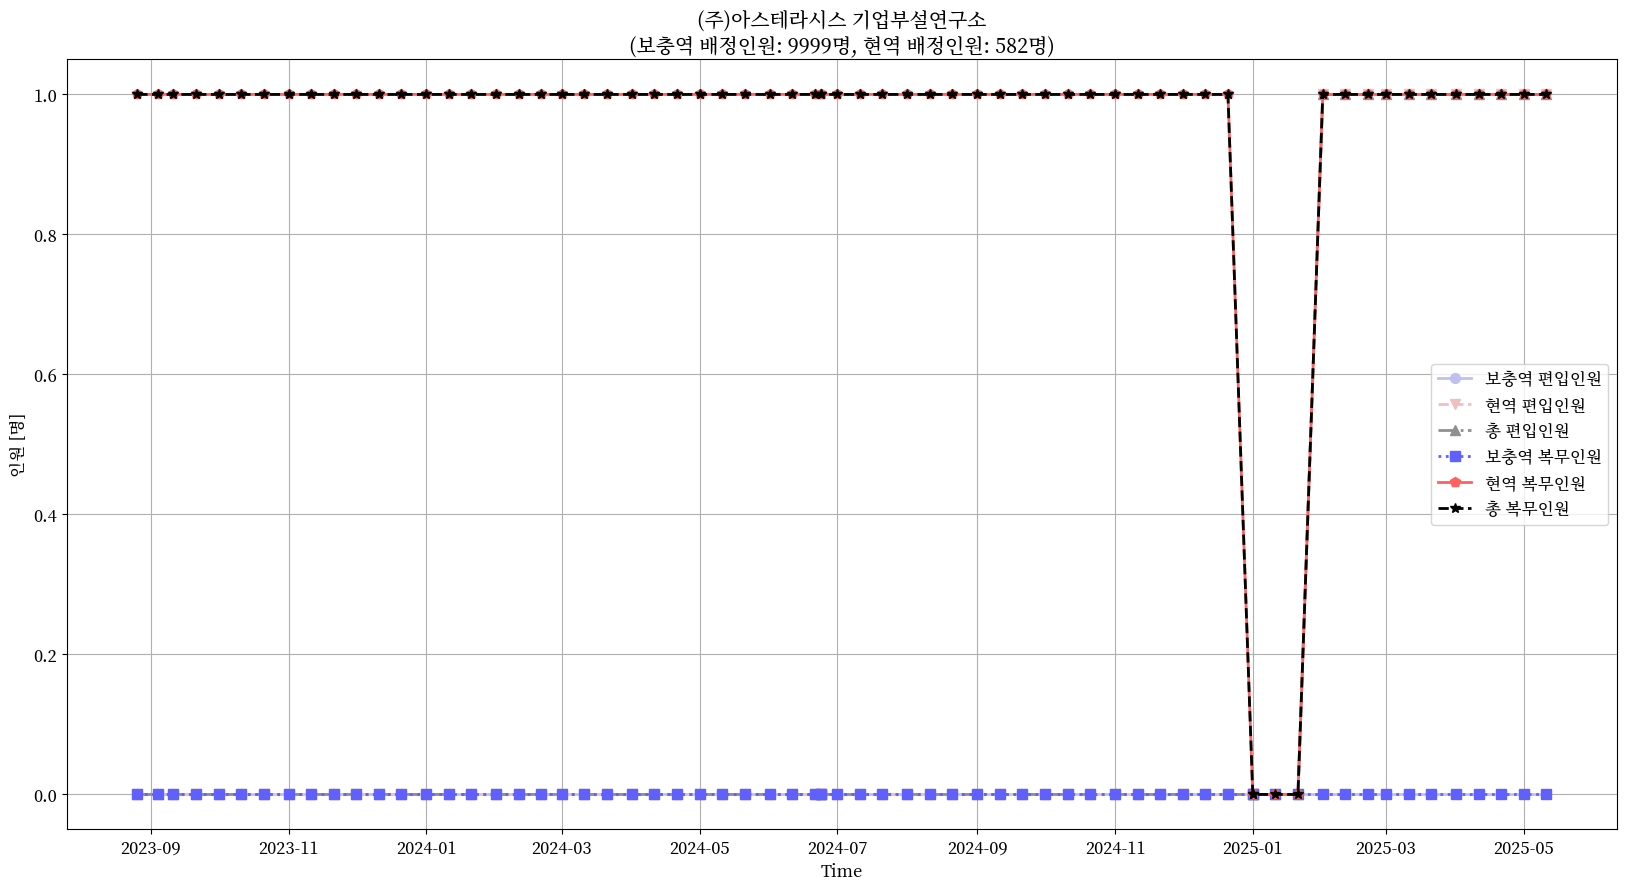 (주)아스테라시스 기업부설연구소
(보충역 배정인원: 9999명, 현역 배정인원: 582명)
1.0
0.8
0.6
0.4
0.2
0.0
인원 [명]
보충역 편입인원
현역 편입인원
총 편입인원
보충역 복무인원
현역 복무인원
총 복무인원
2023-09 2023-11 2024-01 2024-03 2024-05 2024-07 2024-09 2024-11 2025-01 2025-03 2025-05
Time